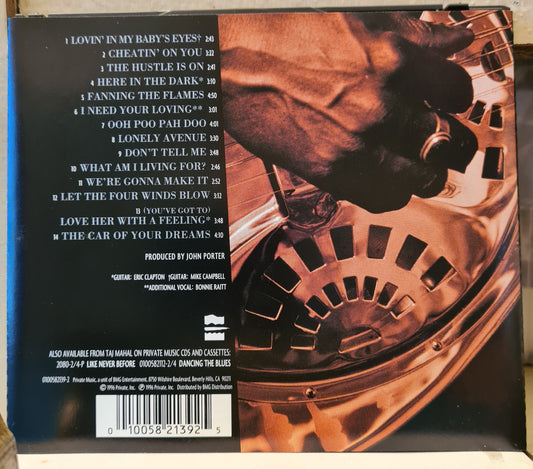 1 LOVIN' IN MY BABY'S EYES† 2:43
2 CHEATIN' ON YOU 3:22
3 THE HUSTLE IS ON 2:41
4 HERE IN THE DARK* 3:31
5 FANNING THE FLAMES 4:50
6 I NEED YOUR LOVING** 3:01
7 OOH POO PAH DOO 4:01
8 LONELY AVENUE 4:30
9 DON'T TELL ME 3:48
10 WHAT AM I LIVING FOR? 2:46
11 WE'RE GONNA MAKE IT 2:52
12 LET THE FOUR WINDS BLOW 3:12
13 (YOU'VE GOT TO)
LOVE HER WITH A FEELING* 3:48
14 THE CAR OF YOUR DREAMS 4:10
PRODUCED BY JOHN PORTER
*GUITAR: ERIC CLAPTON †GUITAR: MIKE CAMPBELL
**ADDITIONAL VOCAL: BONNIE RAITT
ALSO AVAILABLE FROM TAJ MAHAL ON PRIVATE MUSIC CDS AND CASSETTES:
2080-2/4-P LIKE NEVER BEFORE 0100582112-2/4 DANCING THE BLUES
0100582139-2 Private Music, a unit of BMG Entertainment, 8750 Wilshire Boulevard, Beverly Hills, CA 90211
© 1996 Private Inc. ℗ 1996 Private Inc. Distributed by BMG Distribution
0 10058 21392 5